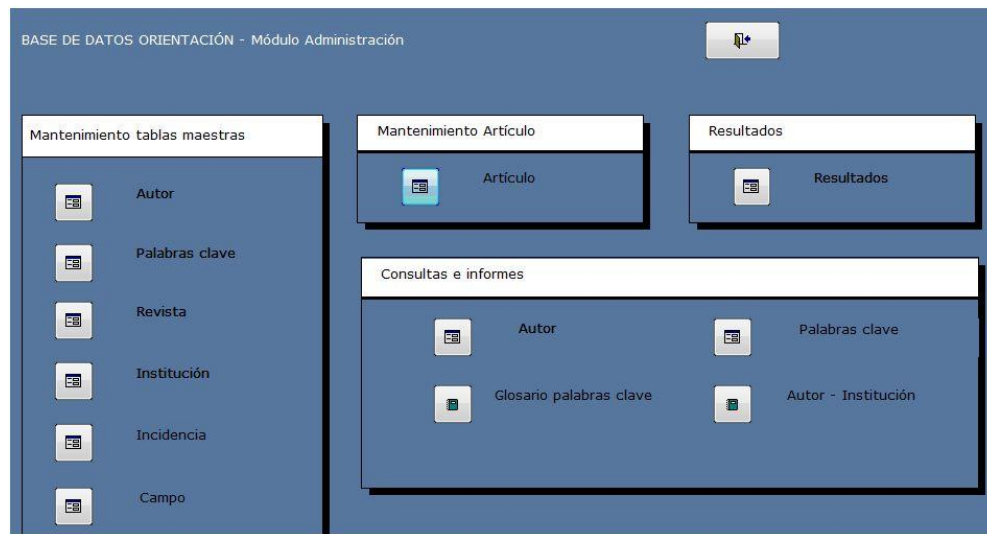 BASE DE DATOS ORIENTACIÓN - Módulo Administración
Mantenimiento tablas maestras
Autor
Palabras clave
Revista
Institución
Incidencia
Campo
Mantenimiento Artículo
Artículo
Resultados
Resultados
Consultas e informes
Autor
Palabras clave
Glosario palabras clave
Autor - Institución